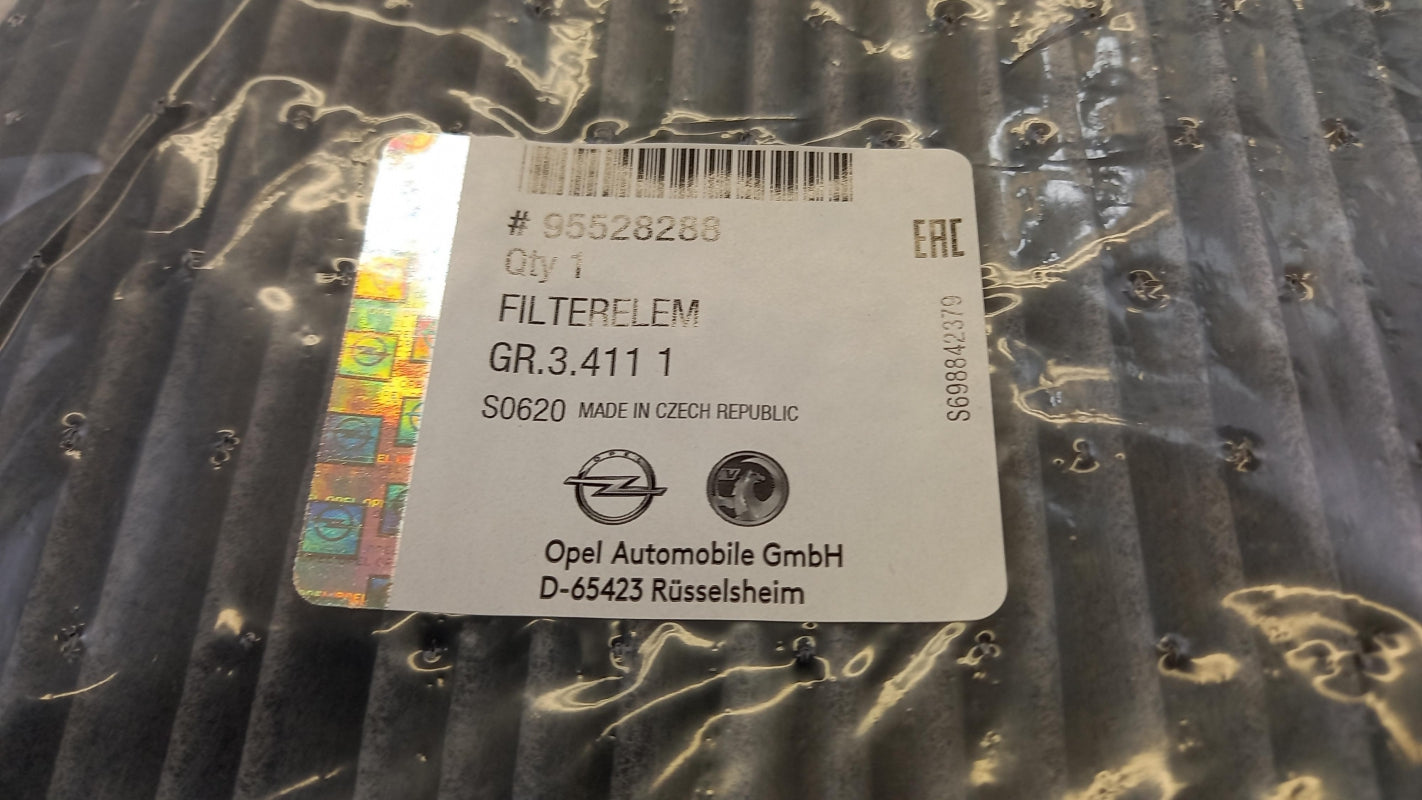 # 95528288
EAC
Qty 1
FILTERELEM
GR.3.411 1
S0620 MADE IN CZECH REPUBLIC
S698842379
OPEL
V
Opel Automobile GmbH
D-65423 Rüsselsheim